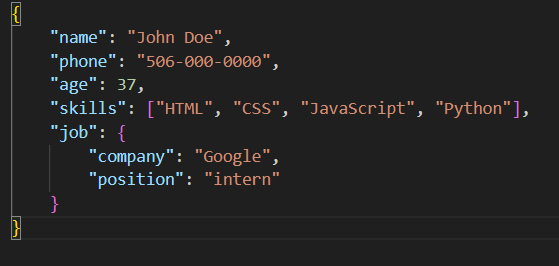 {
    "name": "John Doe",
    "phone": "506-000-0000",
    "age": 37,
    "skills": ["HTML", "CSS", "JavaScript", "Python"],
    "job": {
        "company": "Google",
        "position": "intern"
    }
}